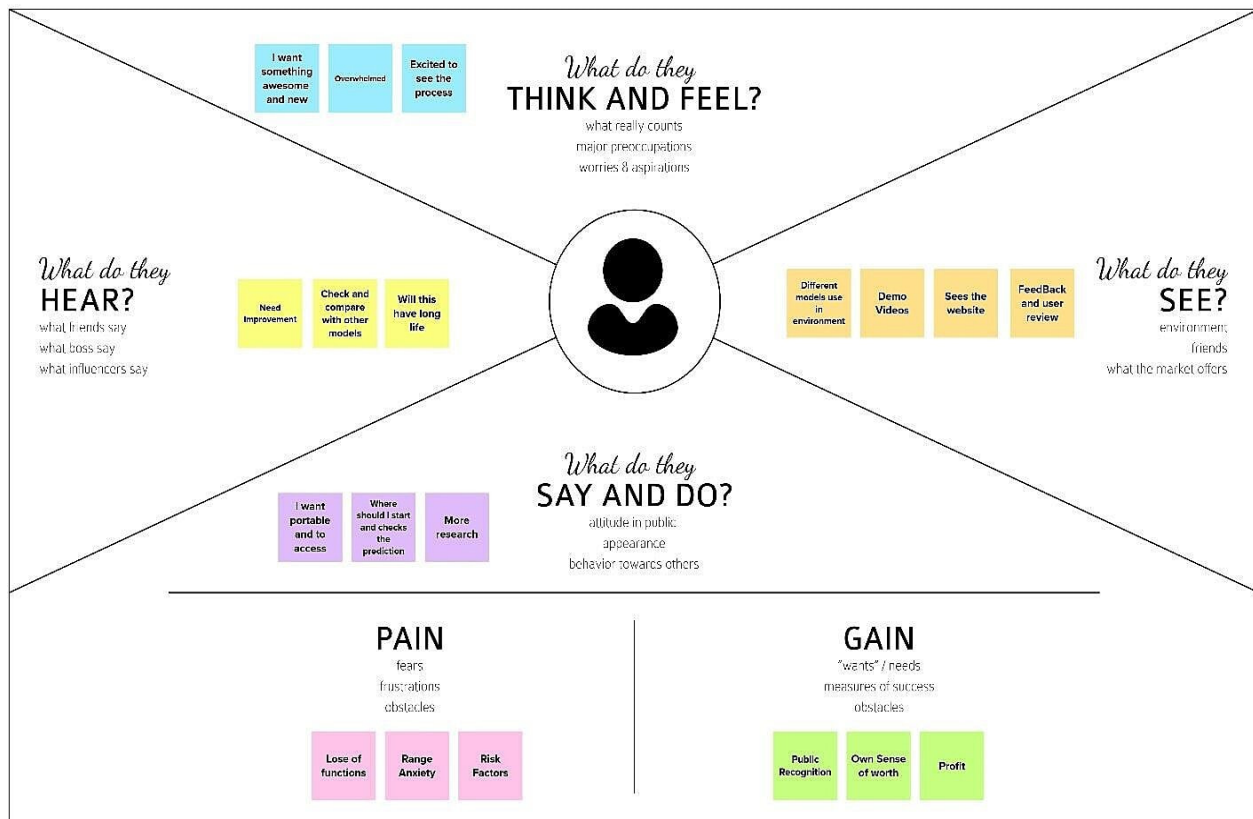 I want
something
awesome
and new
Overwhelmed
Excited to
see the
process
What do they
THINK AND FEEL?
what really counts
major preoccupations
worries & aspirations
What do they
HEAR?
what friends say
what boss say
what influencers say
Need
Improvement
Check and
compare
with other
models
Will this
have long
life
Different
models use
in
environment
Demo
Videos
Sees the
website
FeedBack
and user
review
What do they
SEE?
environment
friends
what the market offers
What do they
SAY AND DO?
attitude in public
appearance
behavior towards others
I want
portable
and to
access
Where
should I start
and checks
the
prediction
More
research
PAIN
fears
frustrations
obstacles
Lose of
functions
Range
Anxiety
Risk
Factors
GAIN
"wants" / needs
measures of success
obstacles
Public
Recognition
Own Sense
of worth
Profit